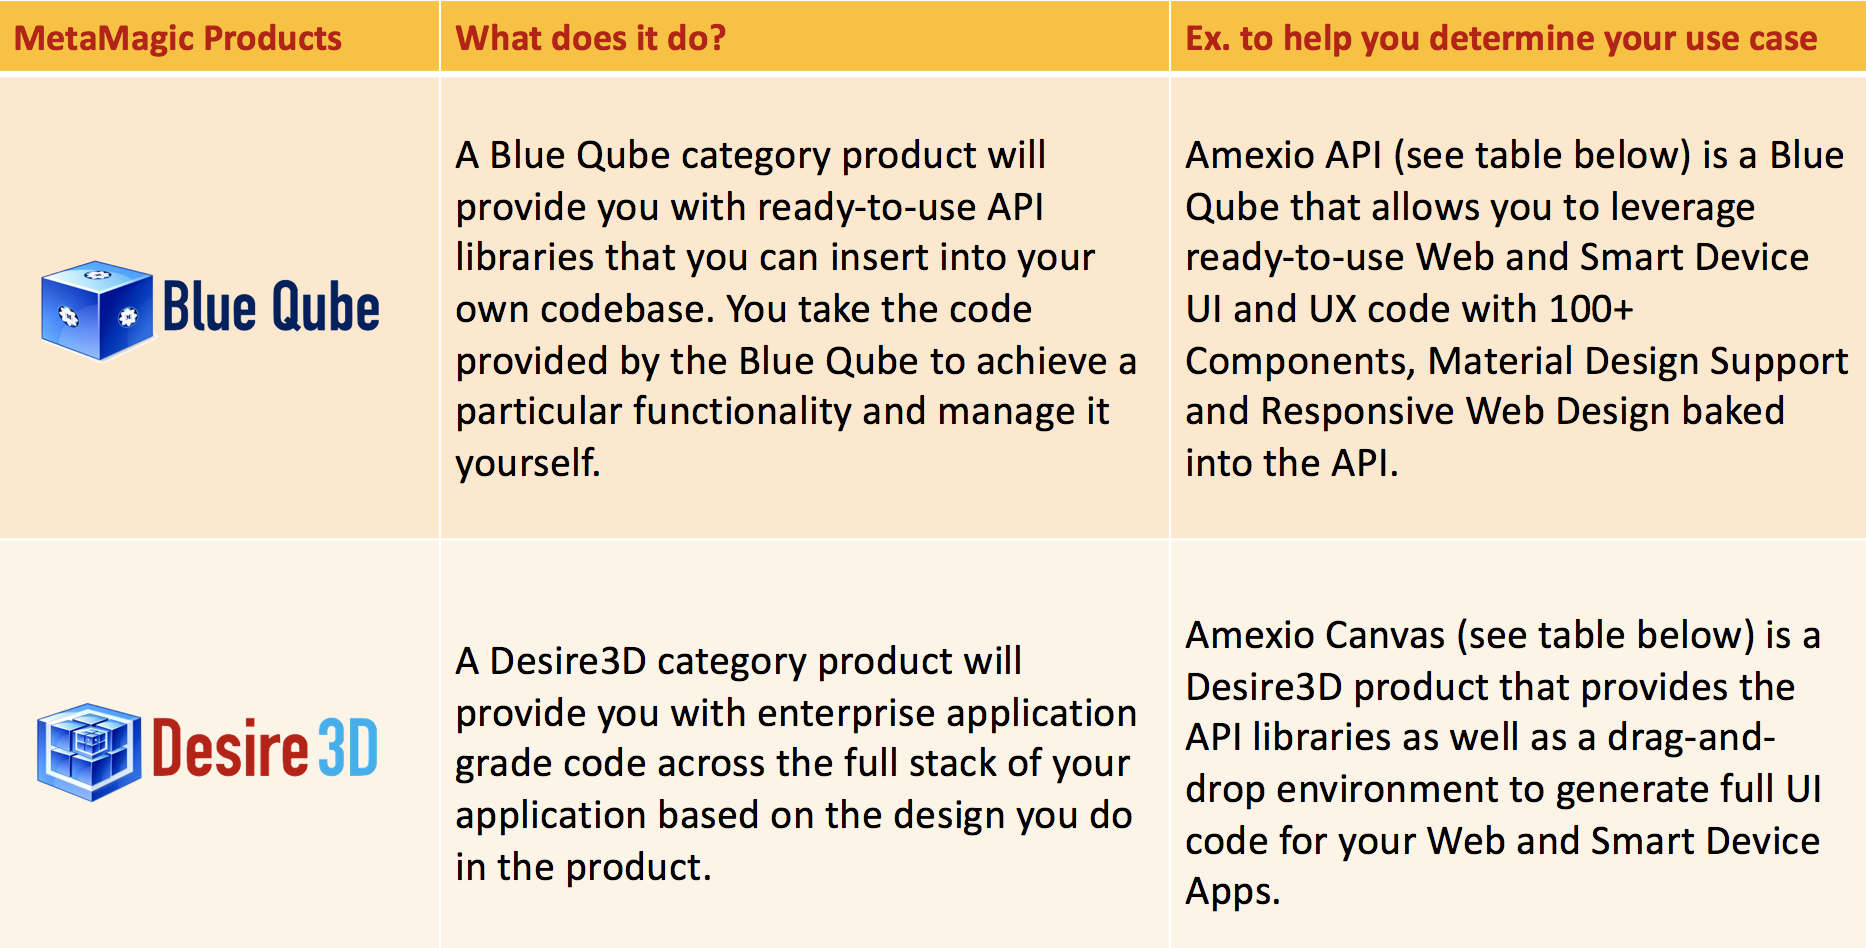 MetaMagic Products
What does it do?
Ex. to help you determine your use case
Blue Qube
A Blue Qube category product will
provide you with ready-to-use API
libraries that you can insert into your
own codebase. You take the code
provided by the Blue Qube to achieve a
particular functionality and manage it
yourself.
Amexio API (see table below) is a Blue
Qube that allows you to leverage
ready-to-use Web and Smart Device
UI and UX code with 100+
Components, Material Design Support
and Responsive Web Design baked
into the API.
Desire 3D
A Desire3D category product will
provide you with enterprise application
grade code across the full stack of your
application based on the design you do
in the product.
Amexio Canvas (see table below) is a
Desire3D product that provides the
API libraries as well as a drag-and-
drop environment to generate full UI
code for your Web and Smart Device
Apps.